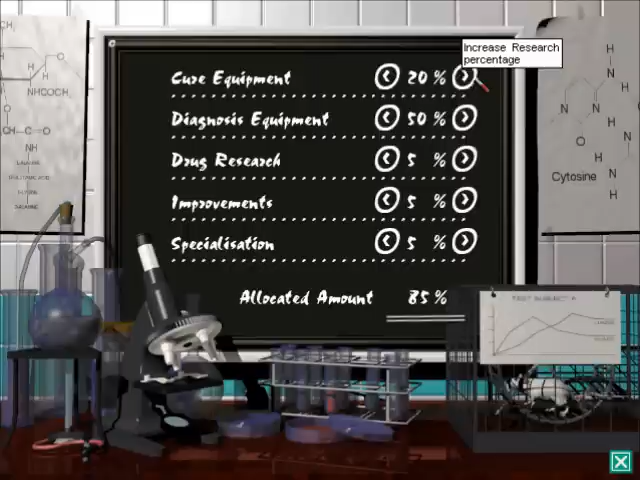 Increase Research
percentage
Cure Equipment 20 %
Diagnosis Equipment 50 %
Drug Research 5 %
Improvements 5 %
Specialisation 5 %
Allocated Amount 85 %
NHCOCH
NH
Cytosine
H
N
H
N
N
O
H
N
H
N
H